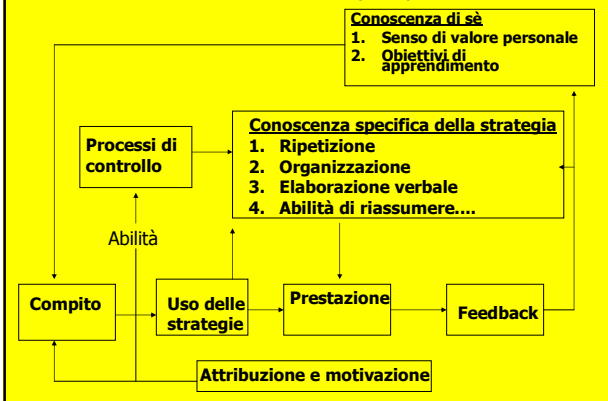 Conoscenza di sè
1. Senso di valore personale
2. Obiettivi di
apprendimento
Processi di
controllo
Conoscenza specifica della strategia
1. Ripetizione
2. Organizzazione
3. Elaborazione verbale
4. Abilità di riassumere....
Abilità
Compito
Uso delle
strategie
Prestazione
Feedback
Attribuzione e motivazione